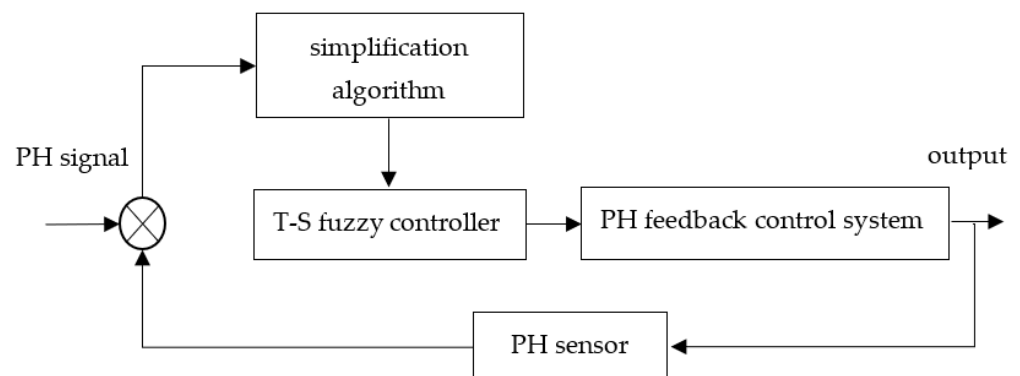 simplification
algorithm
PH signal
output
T-S fuzzy controller
PH feedback control system
PH sensor